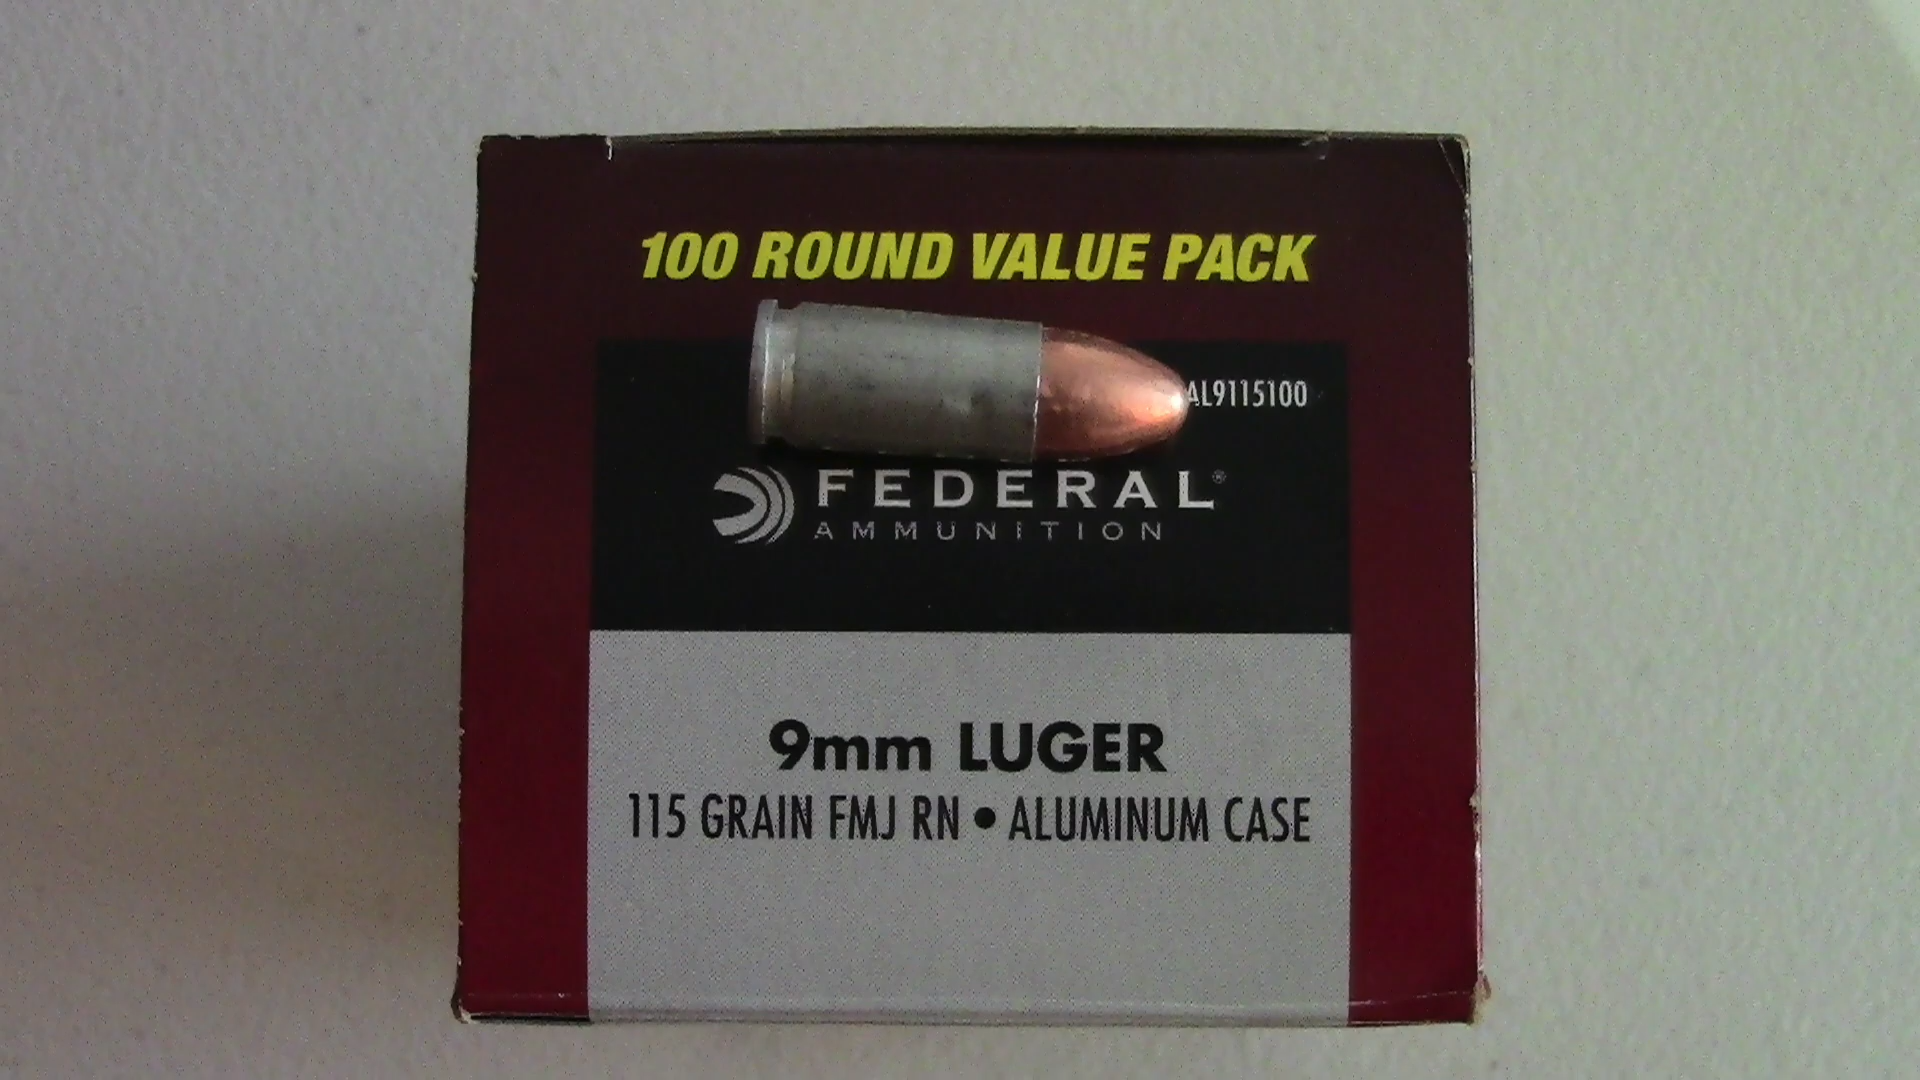 100 ROUND VALUE PACK
AL9115100
FEDERAL®
AMMUNITION
9mm LUGER
115 GRAIN FMJ RN • ALUMINUM CASE